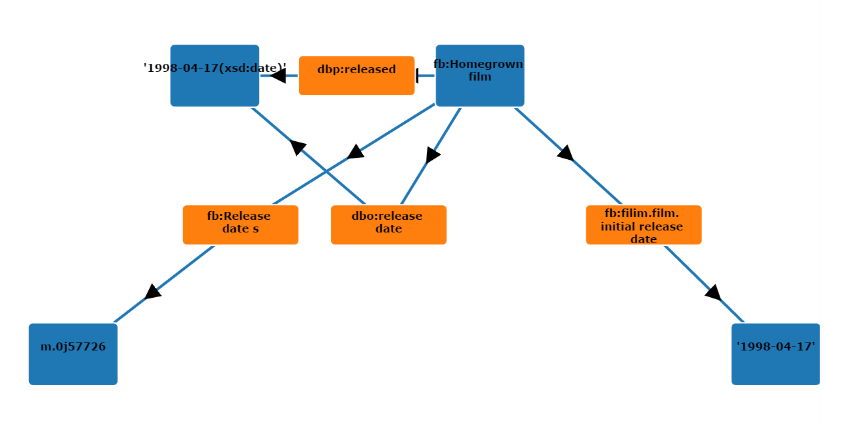 '1998-04-17(xsd:date)'
dbp:released
fb:Homegrown
film
fb:Release
date s
dbo:release
date
fb:filim.film.
initial release
date
m.0j57726
'1998-04-17'